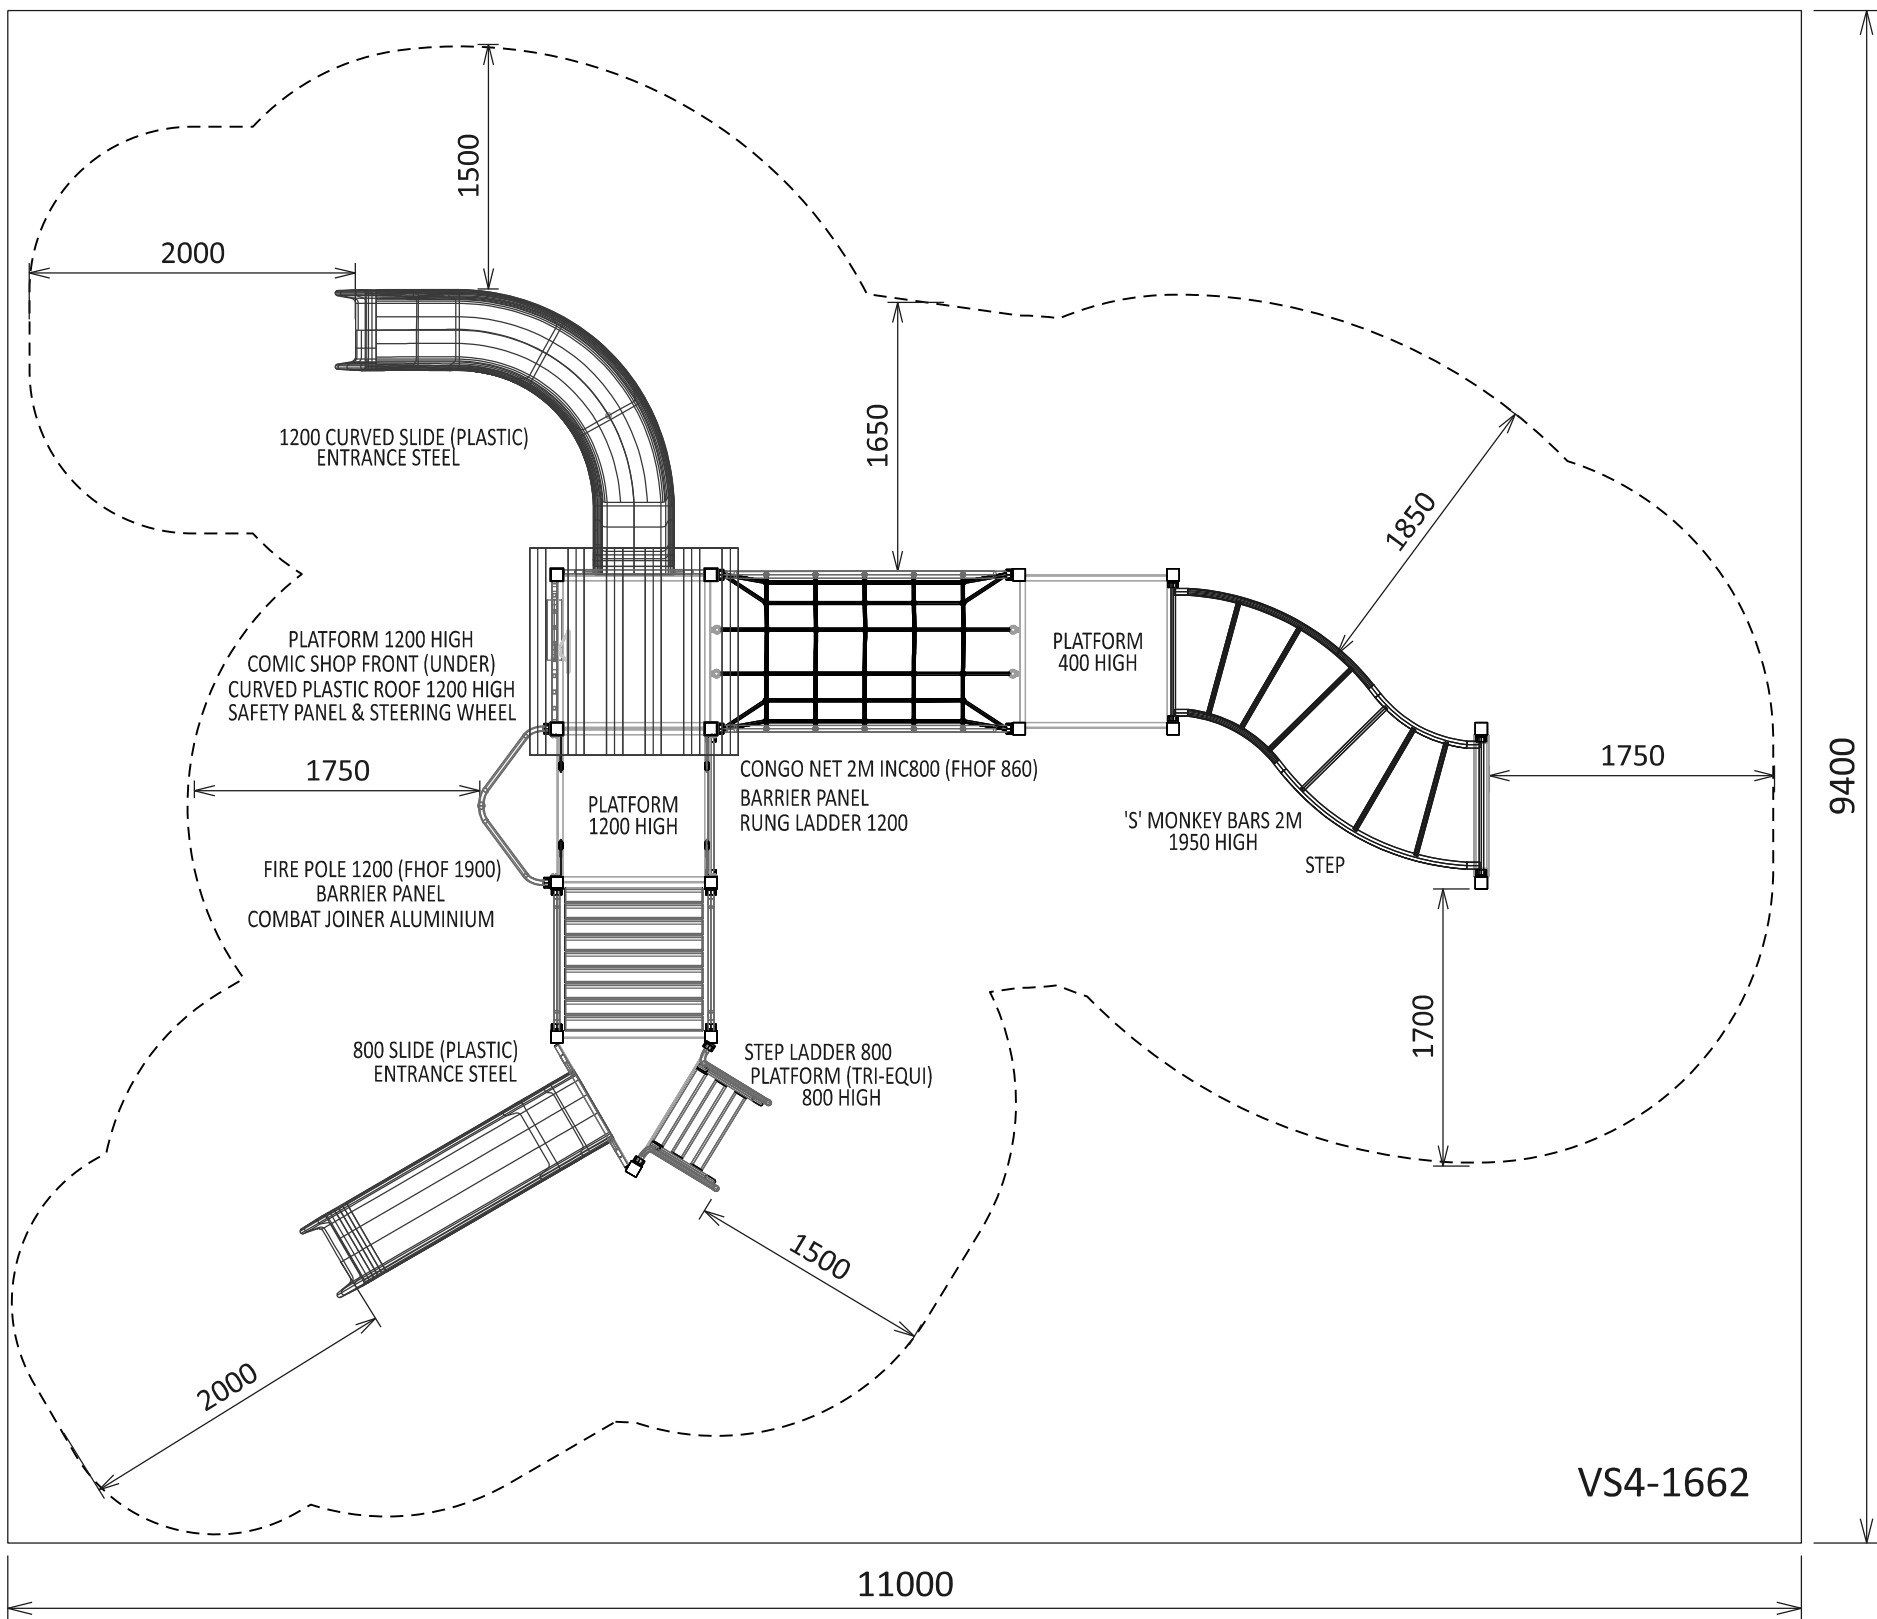 1500
2000
1200 CURVED SLIDE (PLASTIC)
ENTRANCE STEEL
1650
1850
PLATFORM 1200 HIGH
COMIC SHOP FRONT (UNDER)
CURVED PLASTIC ROOF 1200 HIGH
SAFETY PANEL & STEERING WHEEL
PLATFORM
400 HIGH
1750
PLATFORM
1200 HIGH
CONGO NET 2M INC800 (FHOF 860)
BARRIER PANEL
RUNG LADDER 1200
'S' MONKEY BARS 2M
1950 HIGH
STEP
1750
9400
FIRE POLE 1200 (FHOF 1900)
BARRIER PANEL
COMBAT JOINER ALUMINIUM
1700
800 SLIDE (PLASTIC)
ENTRANCE STEEL
STEP LADDER 800
PLATFORM (TRI-EQUI)
800 HIGH
1500
2000
VS4-1662
11000